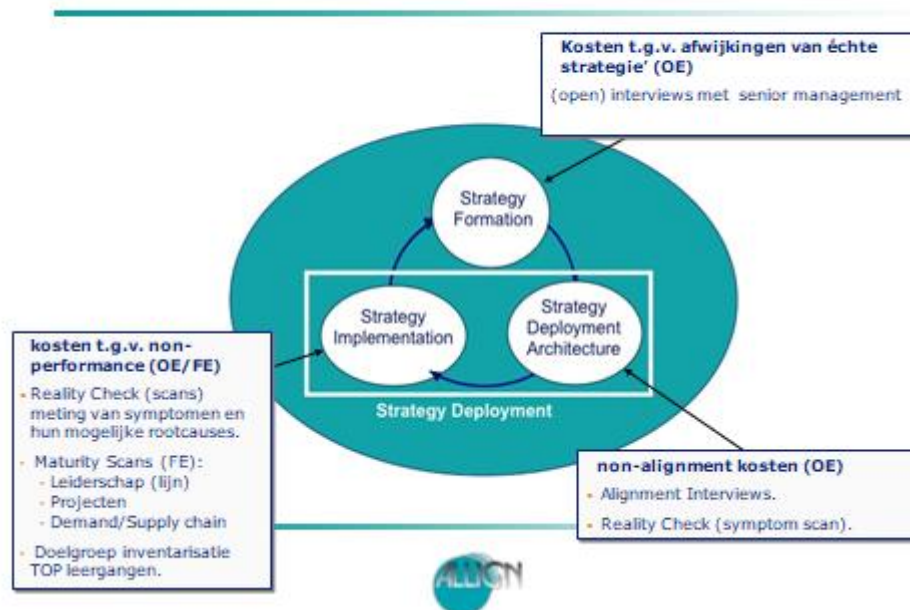 Kosten t.g.v. afwijkingen van échte
strategie' (OE)
(open) interviews met senior management
Strategy
Formation
Strategy
Implementation
Strategy
Deployment
Architecture
Strategy Deployment
kosten t.g.v. non-
performance (OE/FE)
• Reality Check (scans)
meting van symptomen en
hun mogelijke rootcauses.
• Maturity Scans (FE):
- Leiderschap (lijn)
- Projecten
- Demand/Supply chain
• Doelgroep inventarisatie
TOP leergangen.
non-alignment kosten (OE)
• Alignment Interviews.
• Reality Check (symptom scan).
ALLIGN